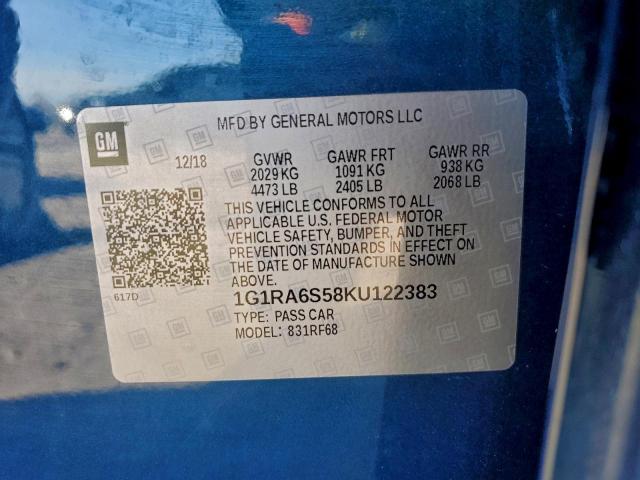 GM
MFD BY GENERAL MOTORS LLC
12/18 GVWR GAWR FRT GAWR RR
2029 KG 1091 KG 938 KG
4473 LB 2405 LB 2068 LB
THIS VEHICLE CONFORMS TO ALL
APPLICABLE U.S. FEDERAL MOTOR
VEHICLE SAFETY, BUMPER, AND THEFT
PREVENTION STANDARDS IN EFFECT ON
THE DATE OF MANUFACTURE SHOWN
ABOVE.
617D
1G1RA6S58KU122383
TYPE: PASS CAR
MODEL: 831RF68